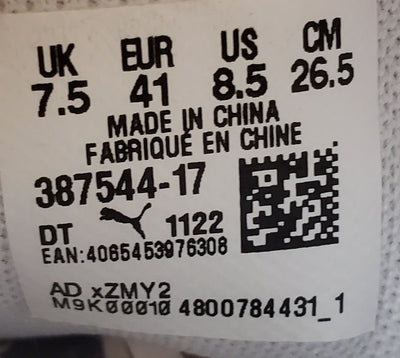 UK EUR US CM
7.5 41 8.5 26.5
MADE IN CHINA
FABRIQUÉ EN CHINE
387544-17
DT 1122
EAN:4065453976308
AD xZMY2
M9K00010 4800784431_1